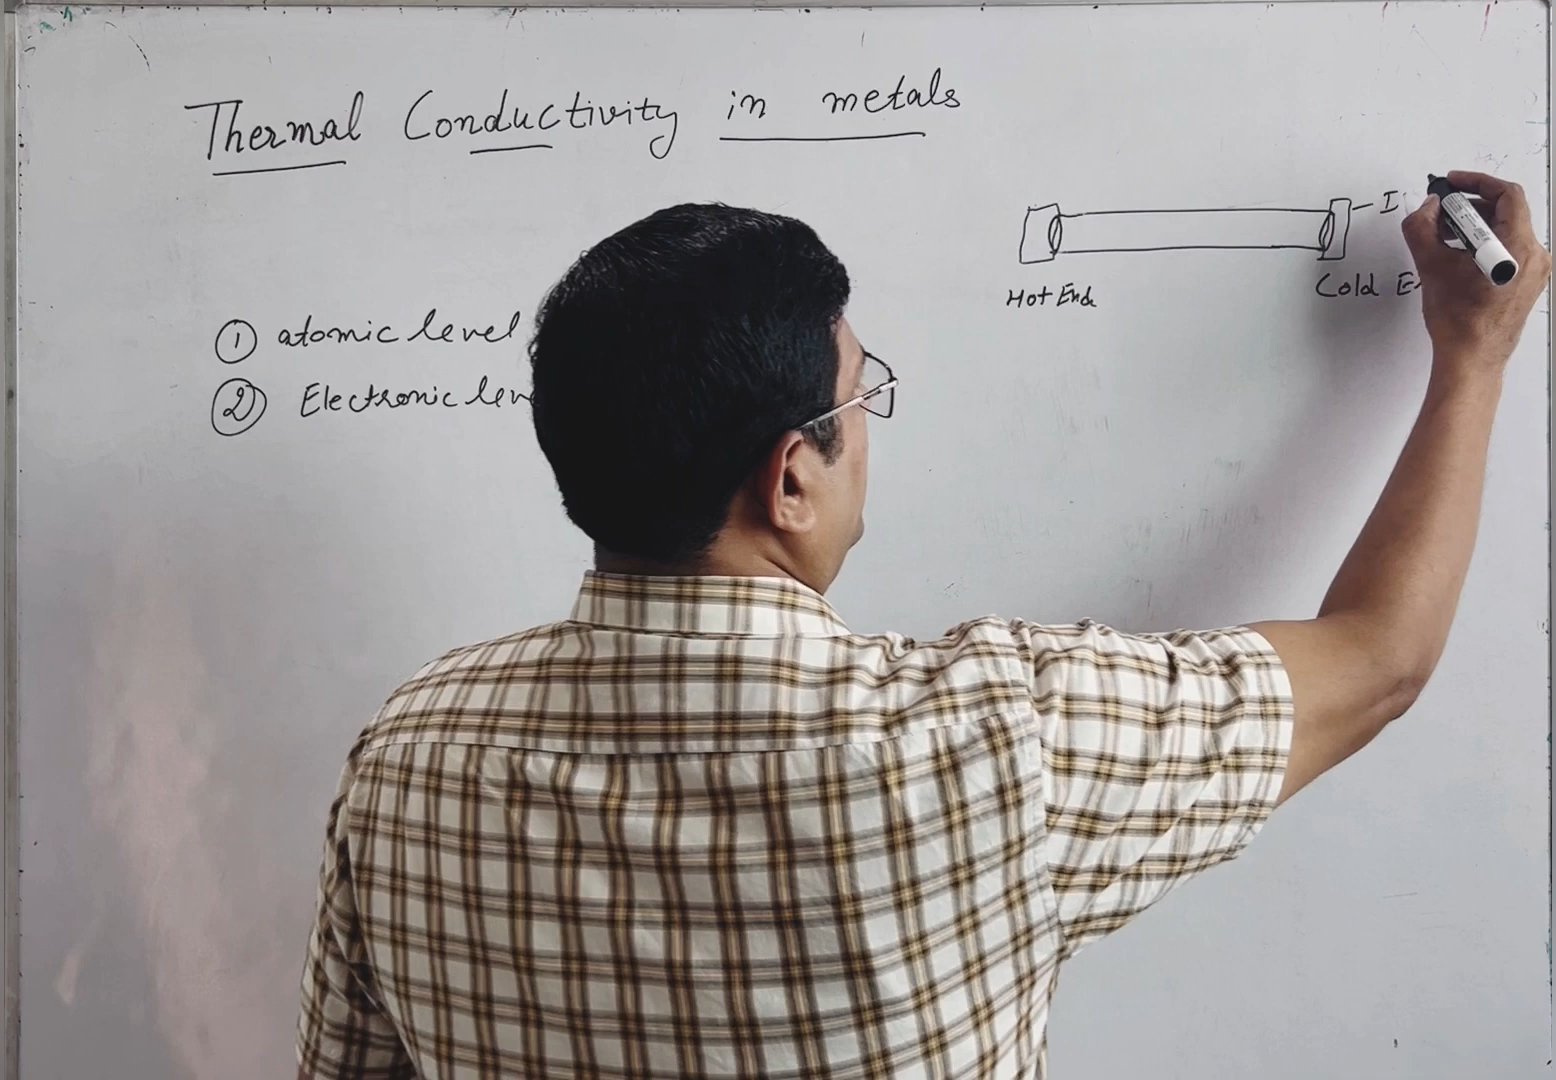 Thermal Conductivity in metals
① atomic level
② Electronic
I
Hot End
Cold